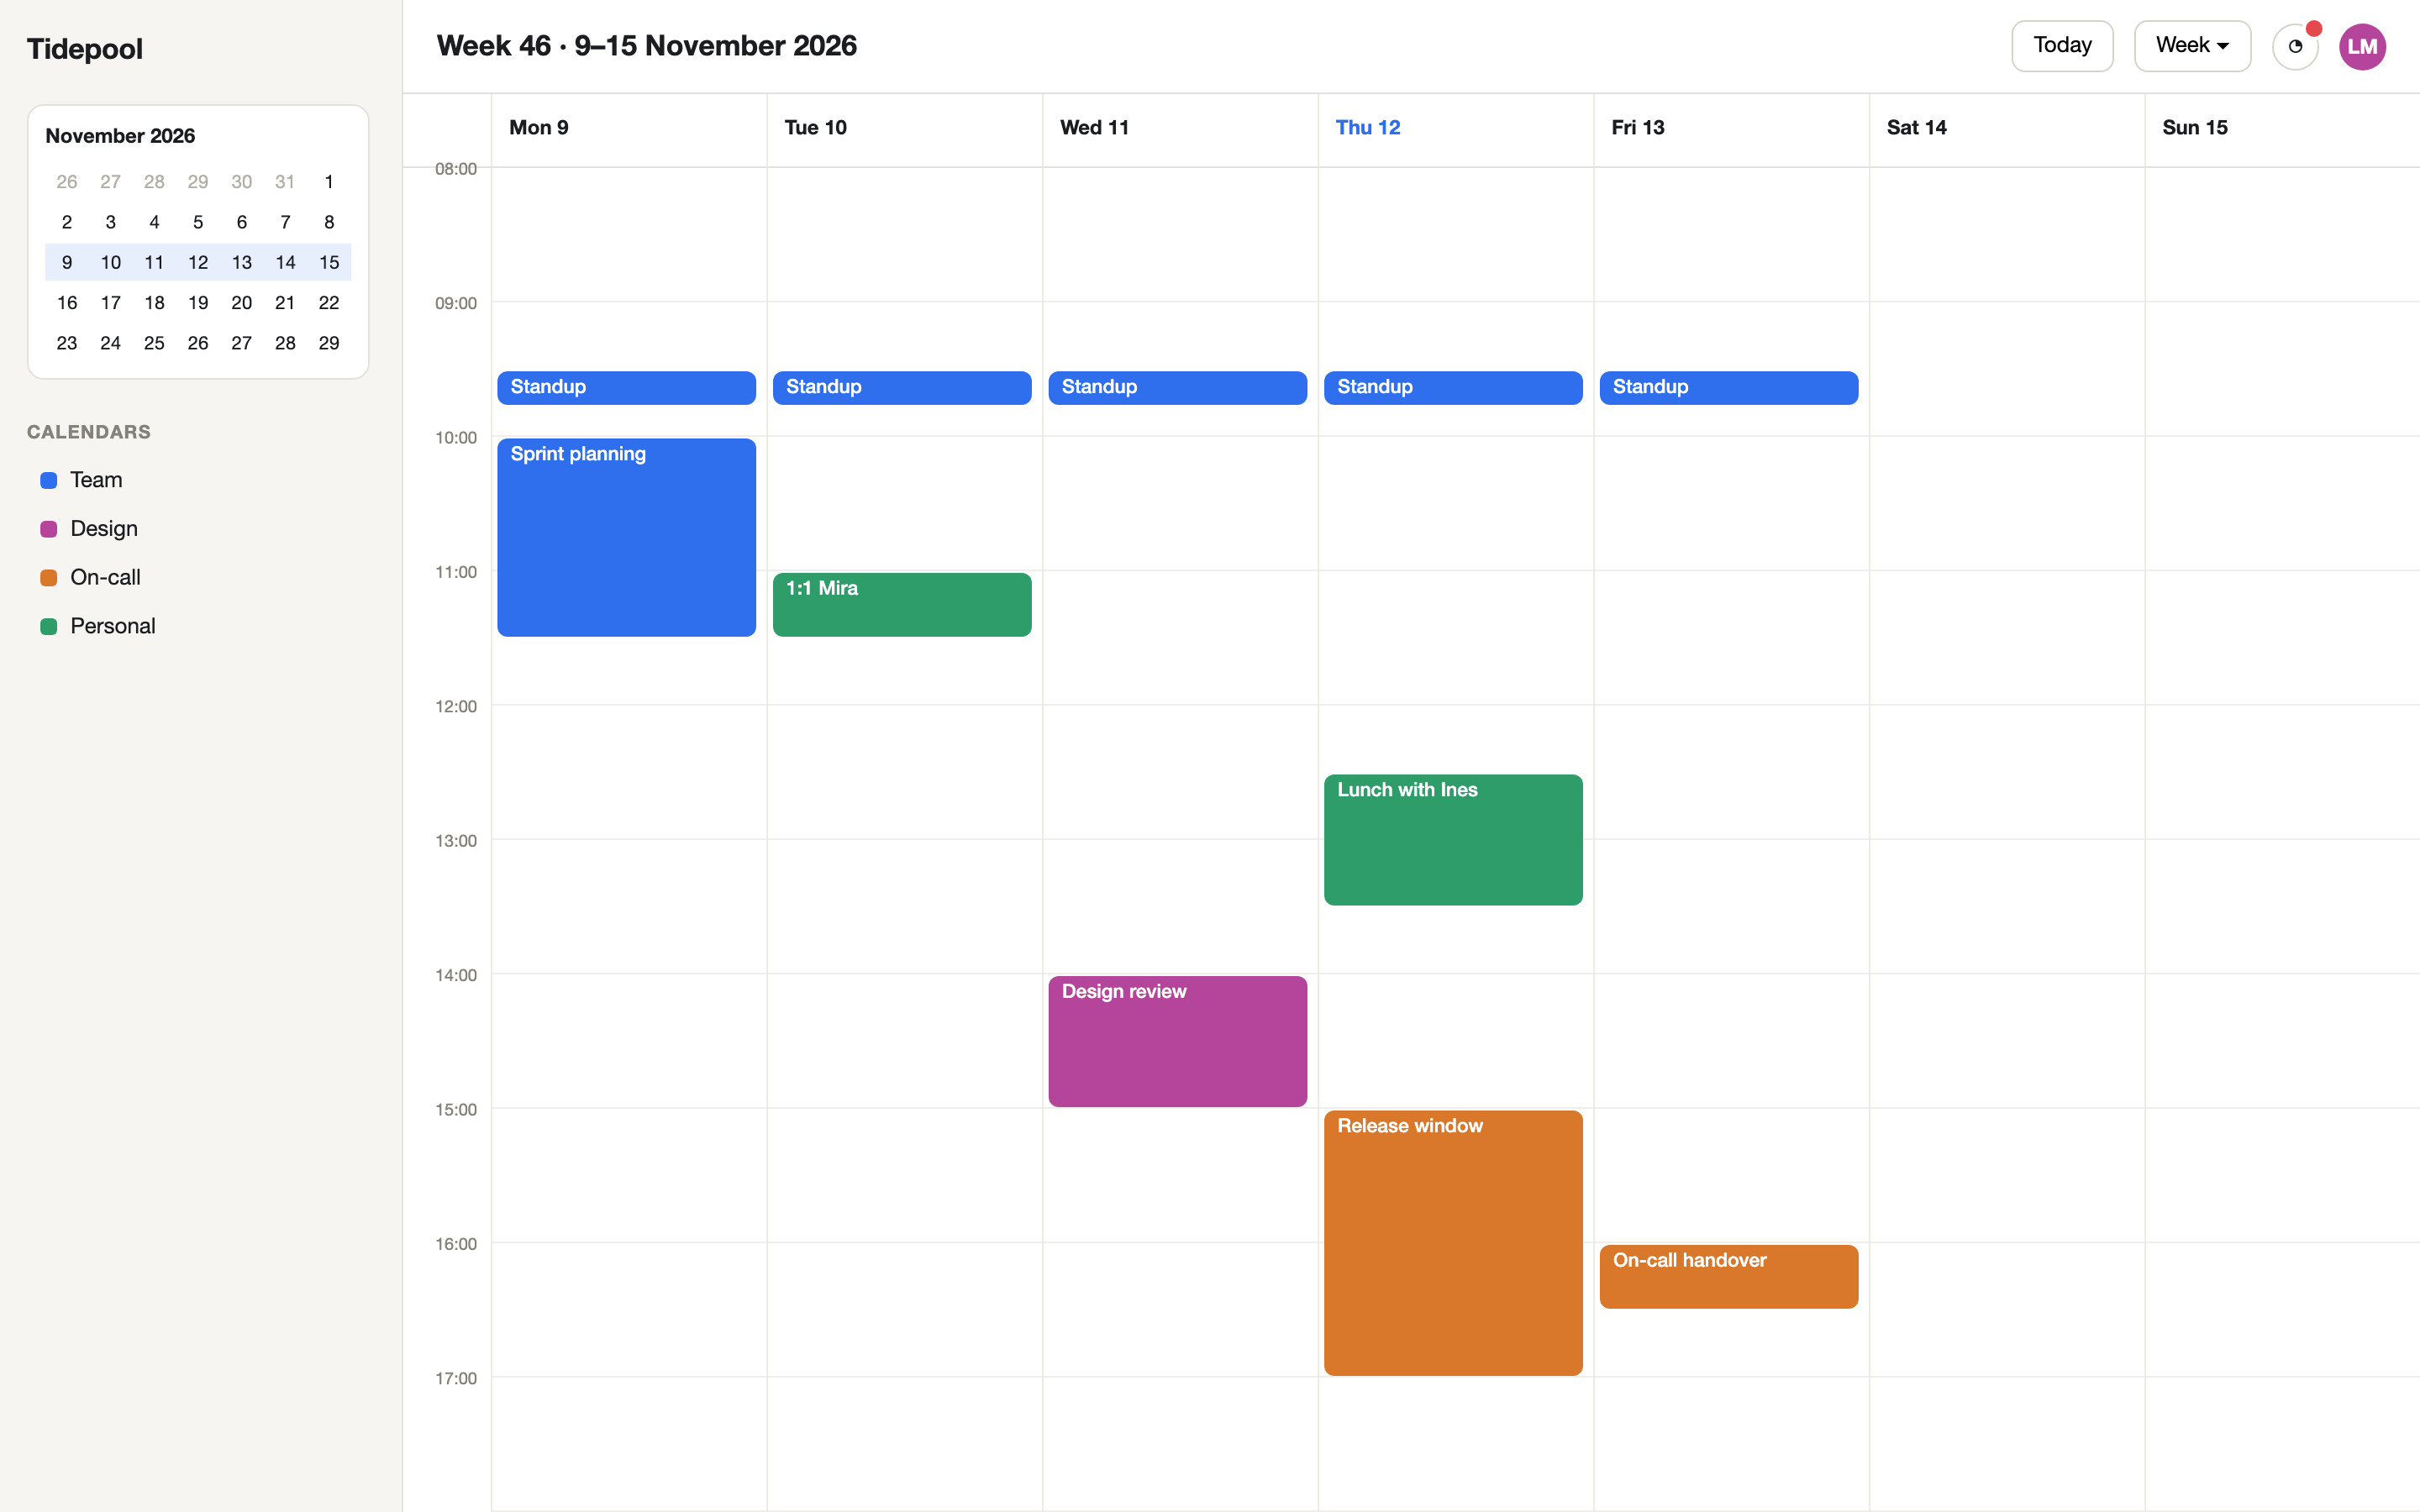 Tidepool
November 2026
26 27 28 29 30 31 1
2 3 4 5 6 7 8
9 10 11 12 13 14 15
16 17 18 19 20 21 22
23 24 25 26 27 28 29
CALENDARS
Team
Design
On-call
Personal
Week 46 · 9–15 November 2026
Today
Week
LM
Mon 9
Tue 10
Wed 11
Thu 12
Fri 13
Sat 14
Sun 15
08:00
09:00
Standup
Standup
Standup
Standup
Standup
10:00
Sprint planning
11:00
1:1 Mira
12:00
Lunch with Ines
13:00
14:00
Design review
15:00
Release window
16:00
On-call handover
17:00